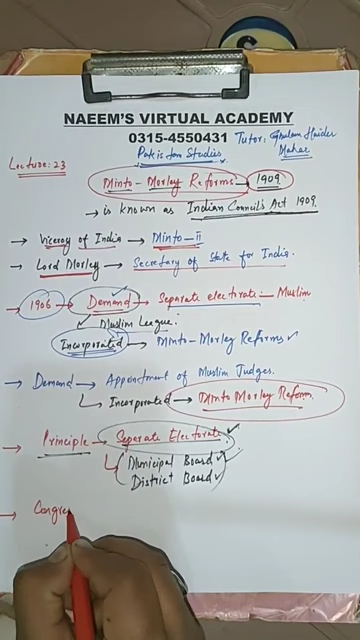 NAEEM'S VIRTUAL ACADEMY
0315-4550431 Tutor: Ghulam Haider
Pakistan Studies Mahar
Lecture: 23
Minto-Morley Reforms 1909
→ is known as Indian Council's Act 1909
→ Viceroy of India → Minto-II
→ Lord Morley → Secretary of State for India.
→ 1906 → Demand → Separate electorate - Muslim
Muslim League.
Incorporated → Minto-Morley Reforms ✓
→ Demand → Appointment of Muslim Judges.
Incorporated → Minto Morley Reform
→ Principle → Seperate Electorate ✓
Municipal Board ✓
District Board ✓
→ Congre